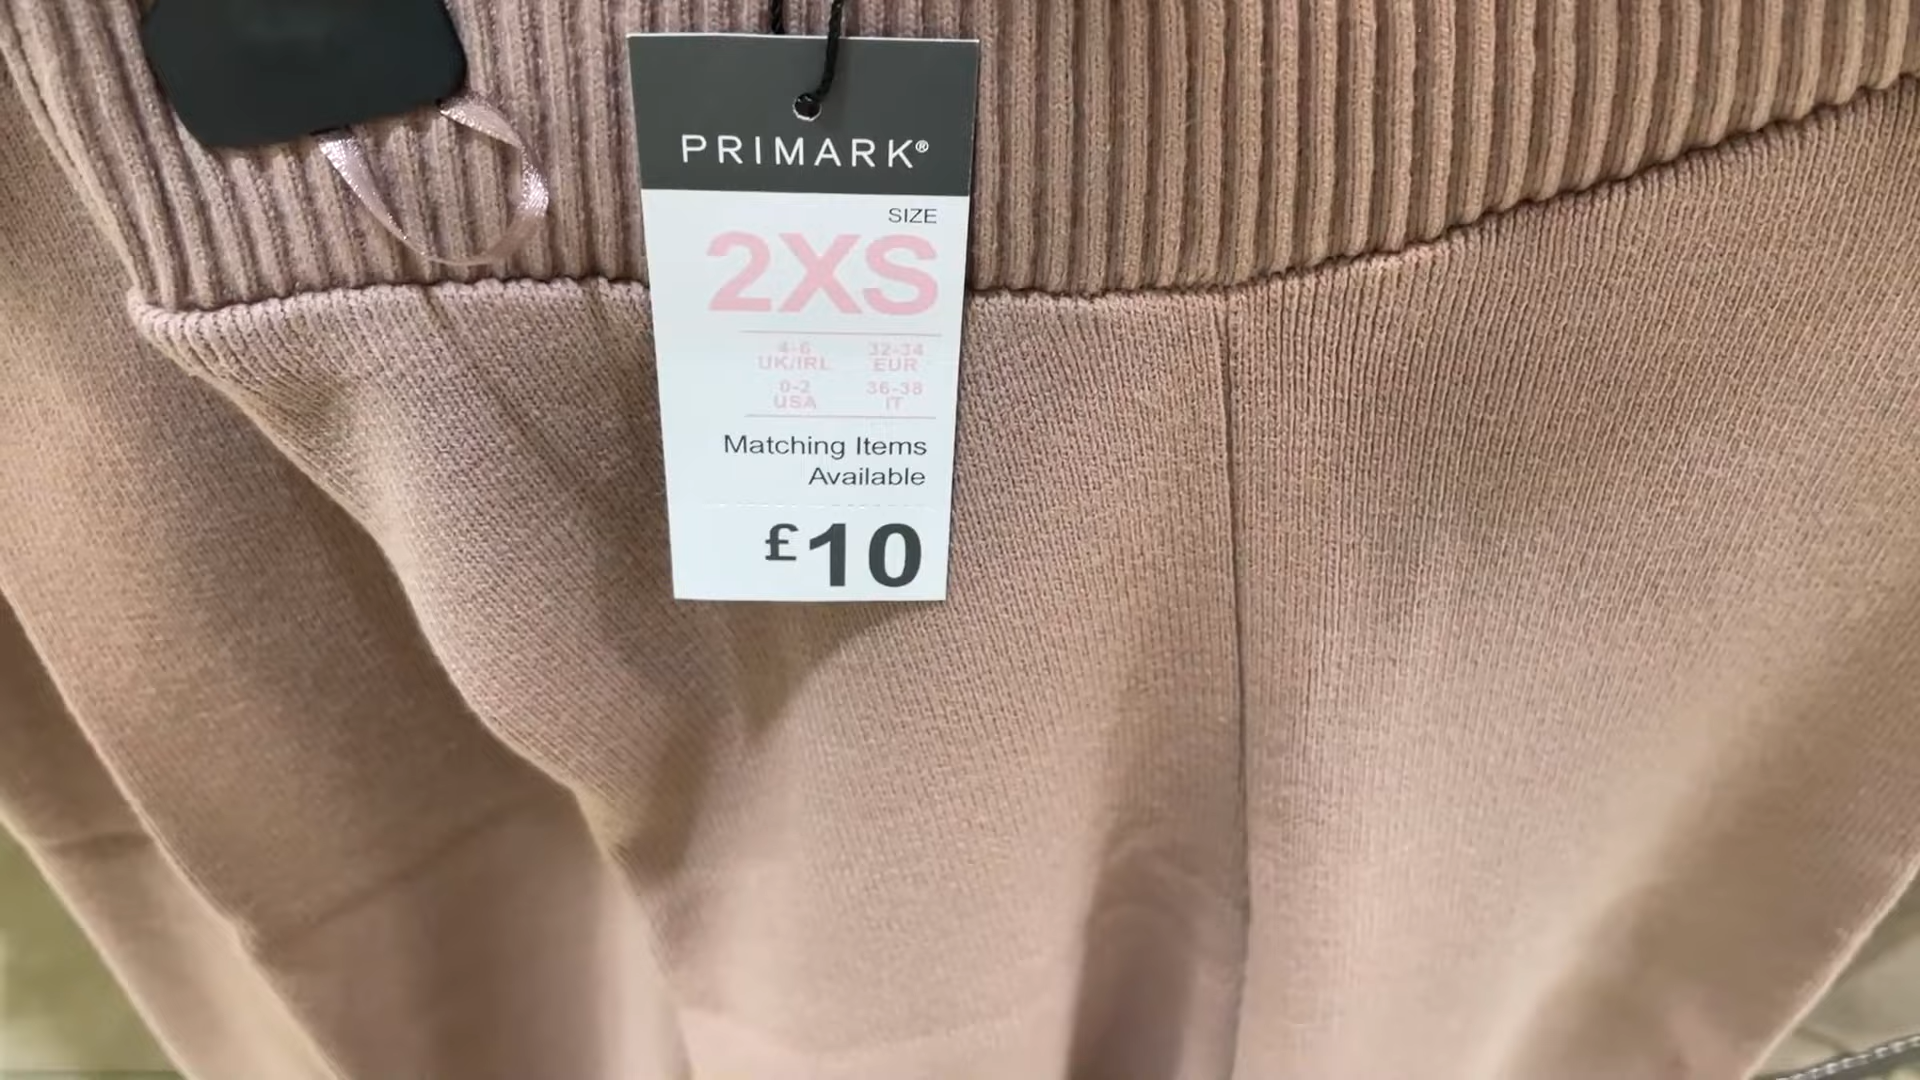 PRIMARK®
SIZE
2XS
4-6 32-34
UK/IRL EUR
0-2 36-38
USA IT
Matching Items
Available
£10